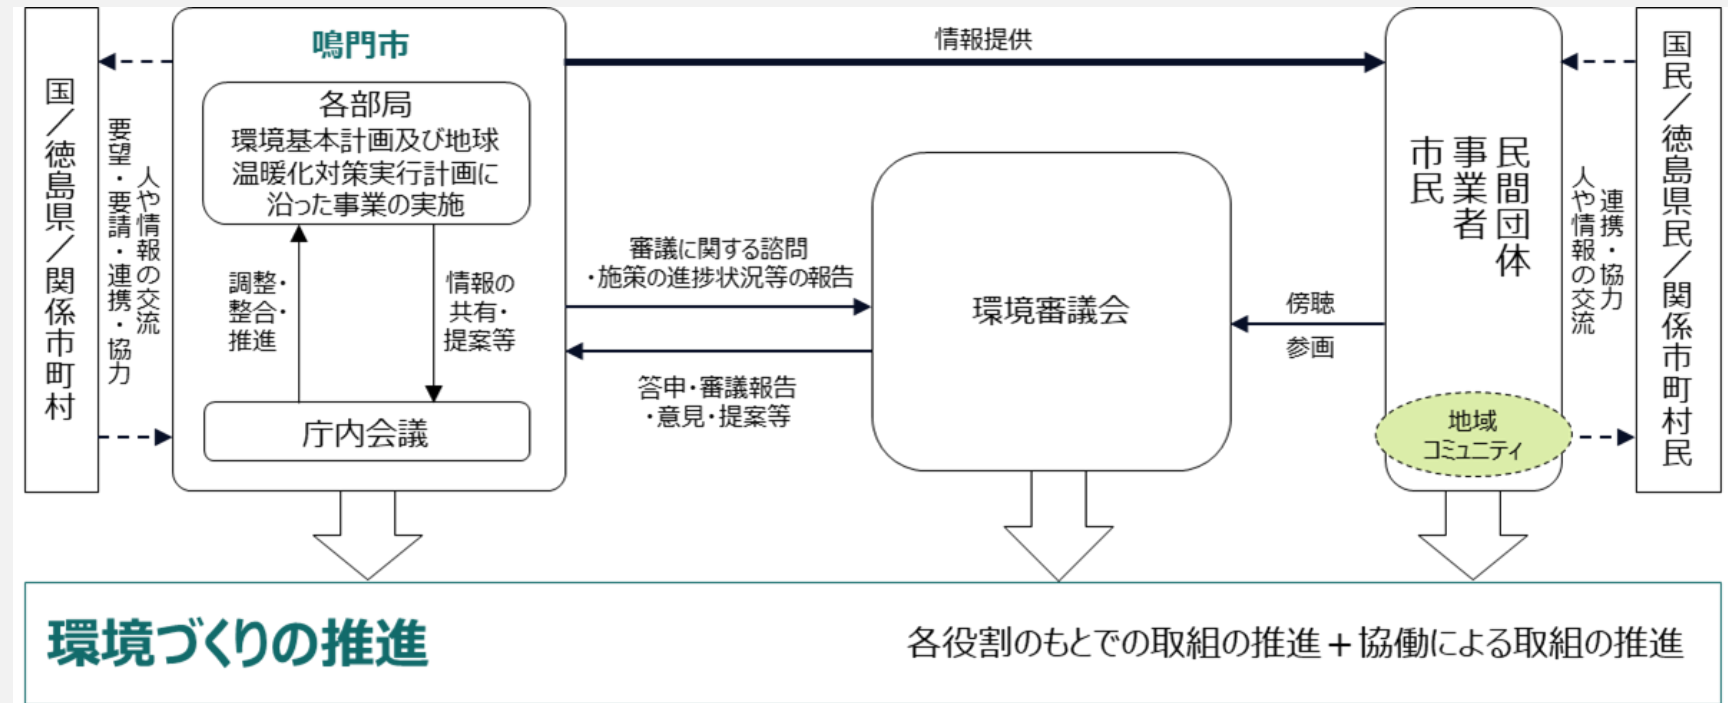 国／徳島県／関係市町村
要望・要請・連携・協力
人や情報の交流
鳴門市
各部局
環境基本計画及び地球
温暖化対策実行計画に
沿った事業の実施
調整・
整合・
推進
情報の
共有・
提案等
庁内会議
情報提供
審議に関する諮問
・施策の進捗状況等の報告
答申・審議報告
・意見・提案等
環境審議会
傍聴
参画
民間団体
事業者
市民
地域
コミュニティ
連携・協力
人や情報の交流
国民／徳島県民／関係市町村民
環境づくりの推進
各役割のもとでの取組の推進＋協働による取組の推進